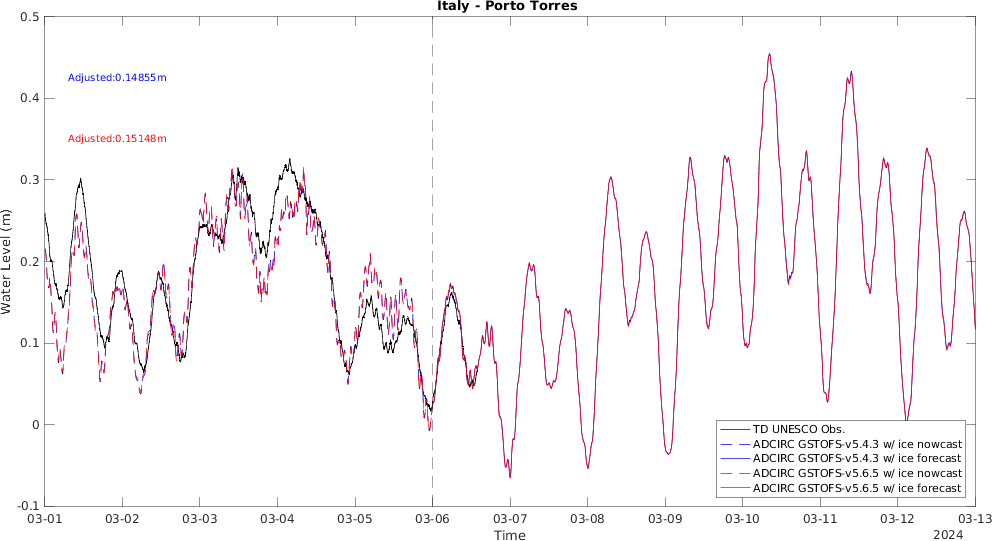 Italy - Porto Torres
0.5
0.4
0.3
0.2
0.1
0
-0.1
Water Level (m)
Adjusted:0.14855m
Adjusted:0.15148m
TD UNESCO Obs.
ADCIRC GSTOFS-v5.4.3 w/ ice nowcast
ADCIRC GSTOFS-v5.4.3 w/ ice forecast
ADCIRC GSTOFS-v5.6.5 w/ ice nowcast
ADCIRC GSTOFS-v5.6.5 w/ ice forecast
03-01 03-02 03-03 03-04 03-05 03-06 03-07 03-08 03-09 03-10 03-11 03-12 03-13
Time
2024